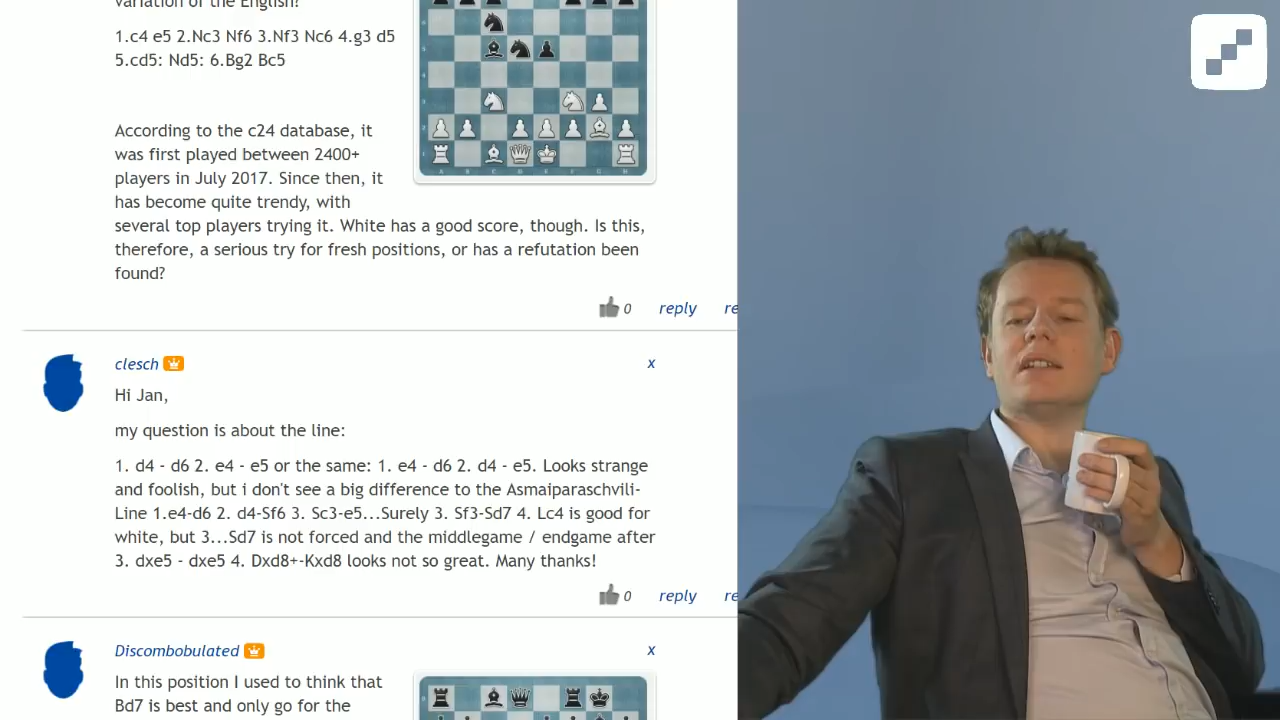 variation of the English?
1.c4 e5 2.Nc3 Nf6 3.Nf3 Nc6 4.g3 d5
5.cd5: Nd5: 6.Bg2 Bc5
According to the c24 database, it
was first played between 2400+
players in July 2017. Since then, it
has become quite trendy, with
several top players trying it. White has a good score, though. Is this,
therefore, a serious try for fresh positions, or has a refutation been
found?
0 reply re
clesch x
Hi Jan,
my question is about the line:
1. d4 - d6 2. e4 - e5 or the same: 1. e4 - d6 2. d4 - e5. Looks strange
and foolish, but i don't see a big difference to the Asmaiparaschvili-
Line 1.e4-d6 2. d4-Sf6 3. Sc3-e5...Surely 3. Sf3-Sd7 4. Lc4 is good for
white, but 3...Sd7 is not forced and the middlegame / endgame after
3. dxe5 - dxe5 4. Dxd8+-Kxd8 looks not so great. Many thanks!
0 reply re
Discombobulated x
In this position I used to think that
Bd7 is best and only go for the